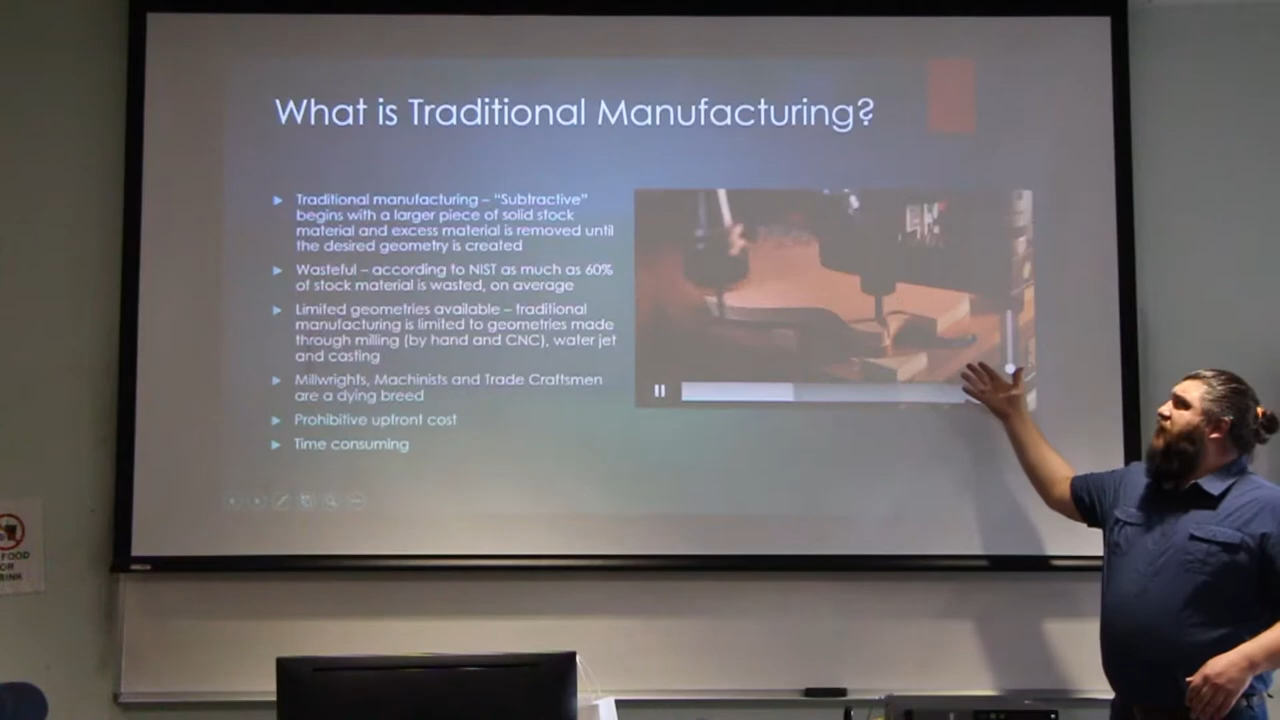 What is Traditional Manufacturing?
Traditional manufacturing – “Subtractive”
begins with a larger piece of solid stock
material and excess material is removed until
the desired geometry is created
Wasteful – according to NIST as much as 60%
of stock material is wasted, on average
Limited geometries available – traditional
manufacturing is limited to geometries made
through milling (by hand and CNC), water jet
and casting
Millwrights, Machinists and Trade Craftsmen
are a dying breed
Prohibitive upfront cost
Time consuming
FOOD
OR
RINK